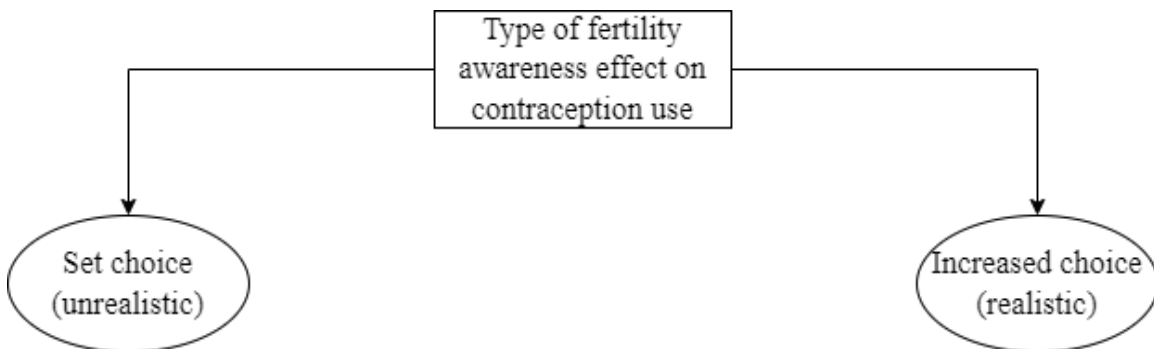 Type of fertility
awareness effect on
contraception use
Set choice
(unrealistic)
Increased choice
(realistic)